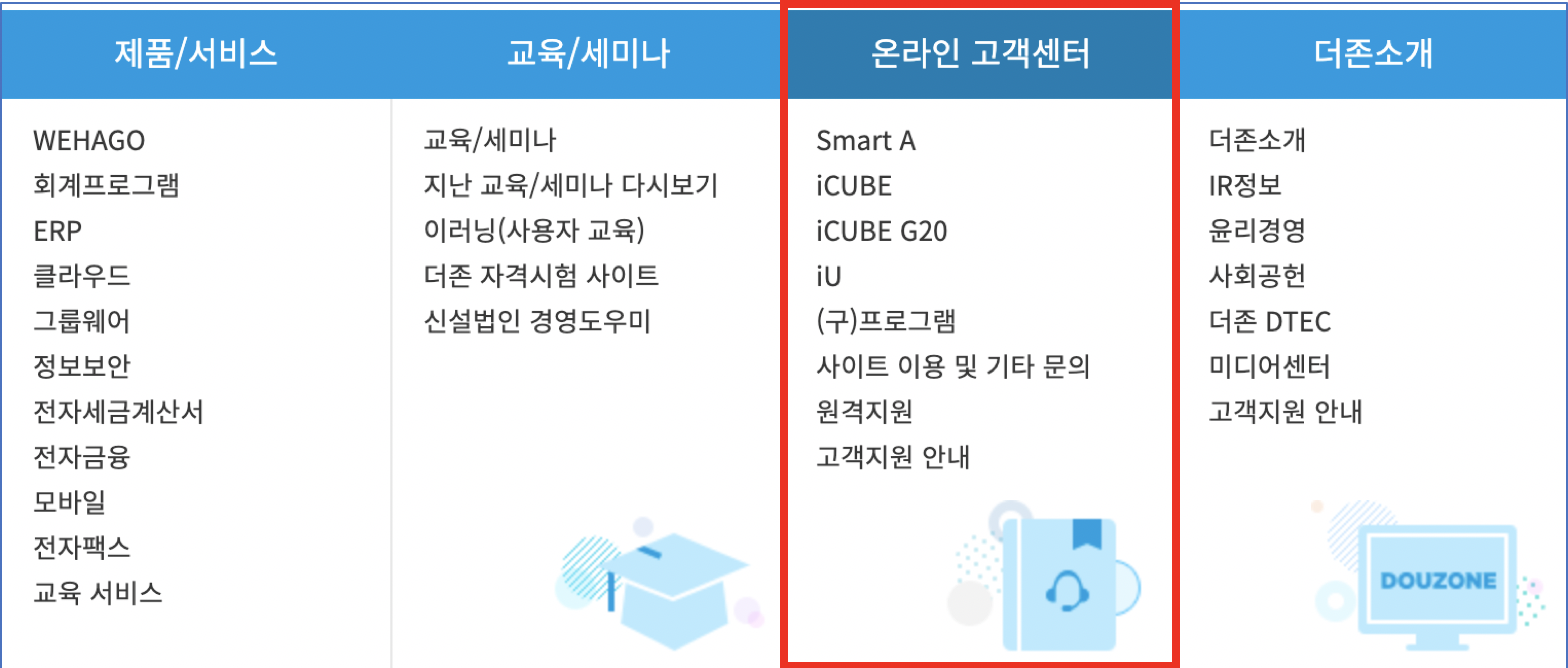 제품/서비스
WEHAGO
회계프로그램
ERP
클라우드
그룹웨어
정보보안
전자세금계산서
전자금융
모바일
전자팩스
교육 서비스
교육/세미나
교육/세미나
지난 교육/세미나 다시보기
이러닝(사용자 교육)
더존 자격시험 사이트
신설법인 경영도우미
온라인 고객센터
Smart A
iCUBE
iCUBE G20
iU
(구)프로그램
사이트 이용 및 기타 문의
원격지원
고객지원 안내
더존소개
더존소개
IR정보
윤리경영
사회공헌
더존 DTEC
미디어센터
고객지원 안내
DOUZONE